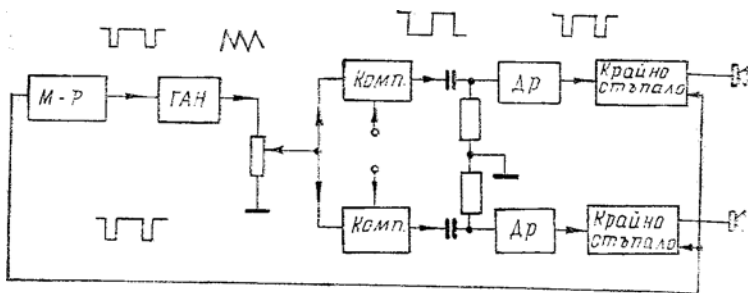 Комп.
Др
Крайно
стъпало
М-Р
ГАН
Комп.
Др
Крайно
стъпало